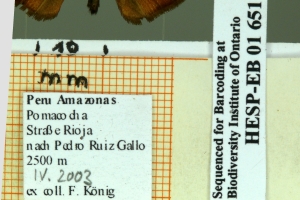 10
mm
Peru Amazonas
Pomacocha
Straße Rioja
nach Pedro Ruiz Gallo
2500 m
IV. 2003
ex coll. F. König
Sequenced for Barcoding at
Biodiversity Institute of Ontario
HESP-EB 01 651